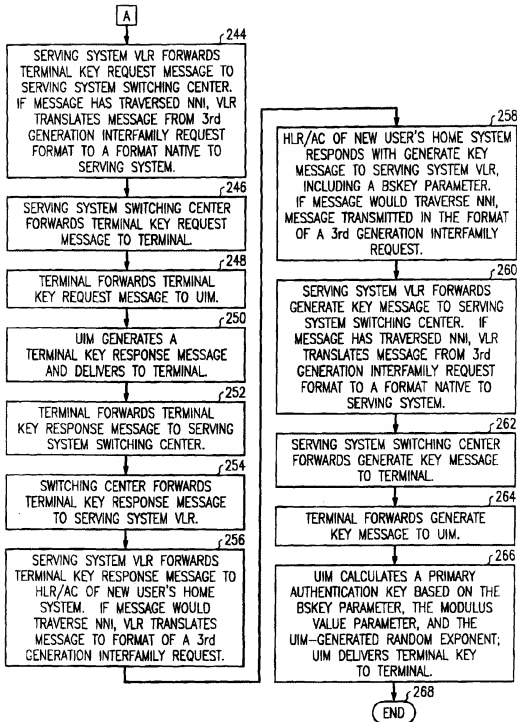 A
244
SERVING SYSTEM VLR FORWARDS
TERMINAL KEY REQUEST MESSAGE TO
SERVING SYSTEM SWITCHING CENTER.
IF MESSAGE HAS TRAVERSED NNI, VLR
TRANSLATES MESSAGE FROM 3rd
GENERATION INTERFAMILY REQUEST
FORMAT TO A FORMAT NATIVE TO
SERVING SYSTEM.
246
SERVING SYSTEM SWITCHING CENTER
FORWARDS TERMINAL KEY REQUEST
MESSAGE TO TERMINAL.
248
TERMINAL FORWARDS TERMINAL
KEY REQUEST MESSAGE TO UIM.
250
UIM GENERATES A
TERMINAL KEY RESPONSE MESSAGE
AND DELIVERS TO TERMINAL.
252
TERMINAL FORWARDS TERMINAL
KEY RESPONSE MESSAGE TO SERVING
SYSTEM SWITCHING CENTER.
254
SWITCHING CENTER FORWARDS
TERMINAL KEY RESPONSE MESSAGE
TO SERVING SYSTEM VLR.
256
SERVING SYSTEM VLR FORWARDS
TERMINAL KEY RESPONSE MESSAGE TO
HLR/AC OF NEW USER'S HOME
SYSTEM. IF MESSAGE WOULD
TRAVERSE NNI, VLR TRANSLATES
MESSAGE TO FORMAT OF A 3rd
GENERATION INTERFAMILY REQUEST.
258
HLR/AC OF NEW USER'S HOME SYSTEM
RESPONDS WITH GENERATE KEY
MESSAGE TO SERVING SYSTEM VLR,
INCLUDING A BSKEY PARAMETER.
IF MESSAGE WOULD TRAVERSE NNI,
MESSAGE TRANSMITTED IN THE FORMAT
OF A 3rd GENERATION INTERFAMILY
REQUEST.
260
SERVING SYSTEM VLR FORWARDS
GENERATE KEY MESSAGE TO SERVING
SYSTEM SWITCHING CENTER. IF
MESSAGE HAS TRAVERSED NNI, VLR
TRANSLATES MESSAGE FROM 3rd
GENERATION INTERFAMILY REQUEST
FORMAT TO A FORMAT NATIVE TO
SERVING SYSTEM.
262
SERVING SYSTEM SWITCHING CENTER
FORWARDS GENERATE KEY MESSAGE
TO TERMINAL.
264
TERMINAL FORWARDS GENERATE
KEY MESSAGE TO UIM.
266
UIM CALCULATES A PRIMARY
AUTHENTICATION KEY BASED ON THE
BSKEY PARAMETER, THE MODULUS
VALUE PARAMETER, AND THE
UIM-GENERATED RANDOM EXPONENT;
UIM DELIVERS TERMINAL KEY
TO TERMINAL.
268
END